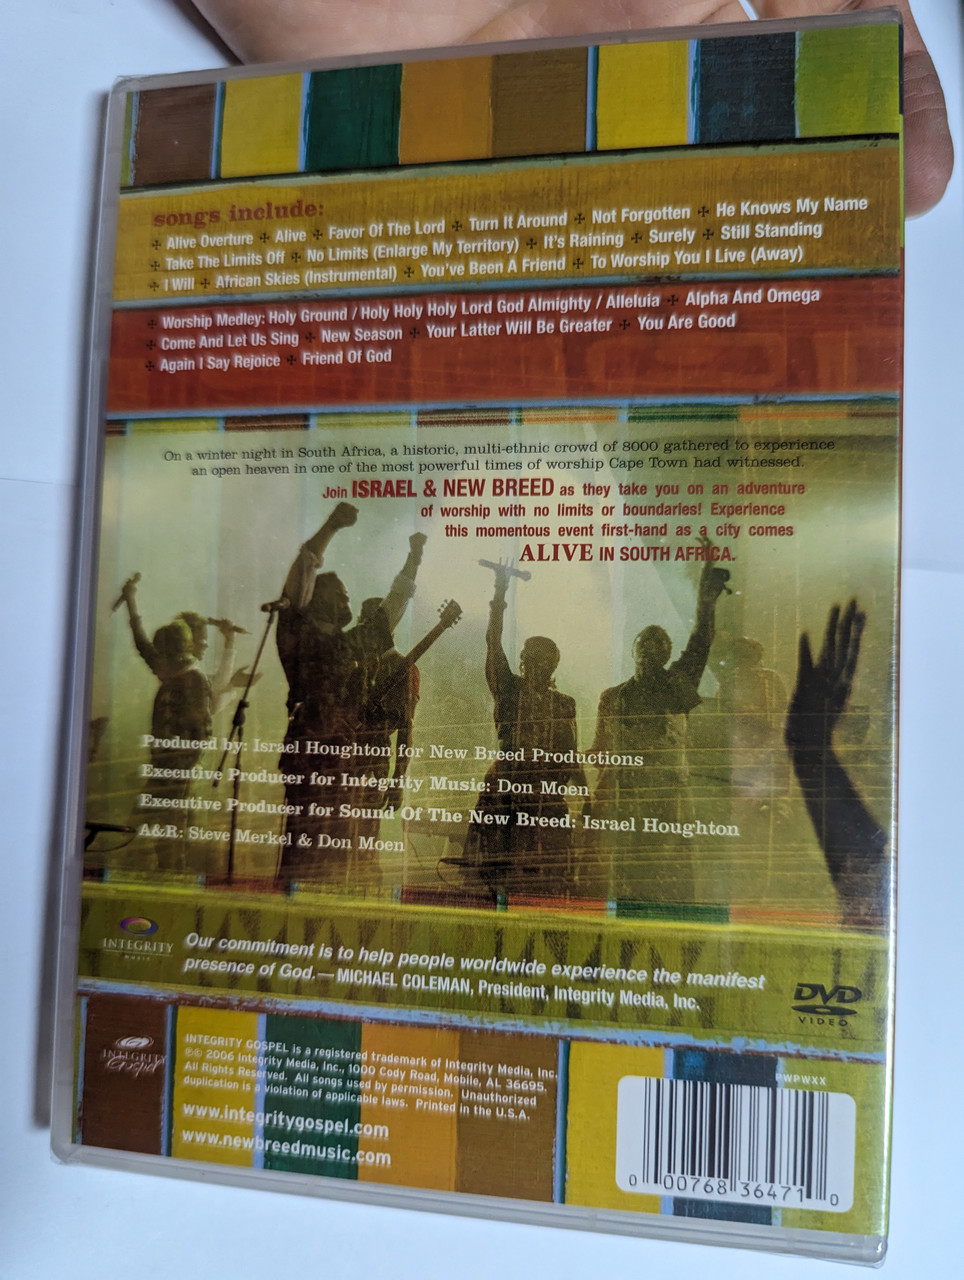 songs include:
✢ Alive Overture ✢ Alive ✢ Favor Of The Lord ✢ Turn It Around ✢ Not Forgotten ✢ He Knows My Name
✢ Take The Limits Off ✢ No Limits (Enlarge My Territory) ✢ It's Raining ✢ Surely ✢ Still Standing
✢ I Will ✢ African Skies (Instrumental) ✢ You've Been A Friend ✢ To Worship You I Live (Away)
✢ Worship Medley: Holy Ground / Holy Holy Holy Lord God Almighty / Alleluia ✢ Alpha And Omega
✢ Come And Let Us Sing ✢ New Season ✢ Your Latter Will Be Greater ✢ You Are Good
✢ Again I Say Rejoice ✢ Friend Of God
On a winter night in South Africa, a historic, multi-ethnic crowd of 8000 gathered to experience
an open heaven in one of the most powerful times of worship Cape Town had witnessed.
Join ISRAEL & NEW BREED as they take you on an adventure
of worship with no limits or boundaries! Experience
this momentous event first-hand as a city comes
ALIVE IN SOUTH AFRICA.
Produced by: Israel Houghton for New Breed Productions
Executive Producer for Integrity Music: Don Moen
Executive Producer for Sound Of The New Breed: Israel Houghton
A&R: Steve Merkel & Don Moen
INTEGRITY
MUSIC
Our commitment is to help people worldwide experience the manifest
presence of God.—MICHAEL COLEMAN, President, Integrity Media, Inc.
DVD
VIDEO
INTEGRITY
Gospel
INTEGRITY GOSPEL is a registered trademark of Integrity Media, Inc.
℗© 2006 Integrity Media, Inc., 1000 Cody Road, Mobile, AL 36695.
All Rights Reserved. All songs used by permission. Unauthorized
duplication is a violation of applicable laws. Printed in the U.S.A.
www.integritygospel.com
www.newbreedmusic.com
PWPWXX
0 00768 36471 0